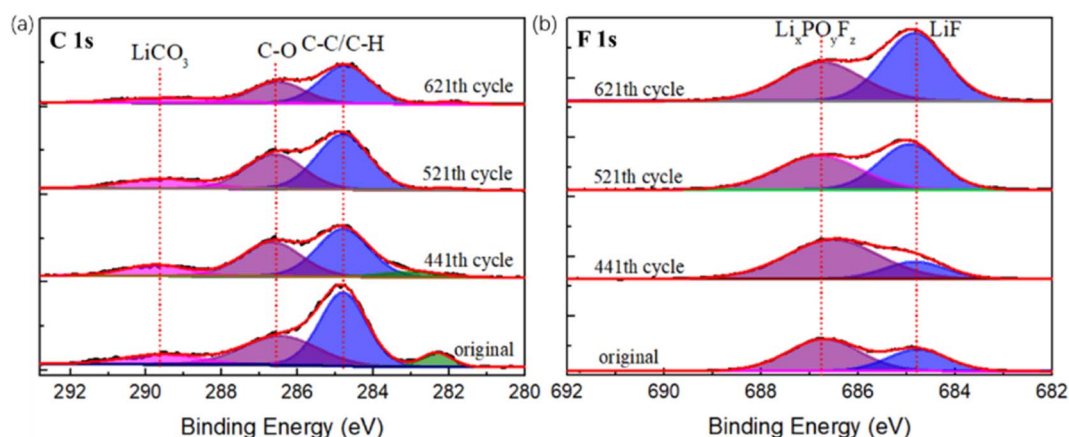 (a)
C 1s
LiCO3
C-O
C-C/C-H
621th cycle
521th cycle
441th cycle
original
292 290 288 286 284 282 280
Binding Energy (eV)
(b)
F 1s
LixPOyFz
LiF
621th cycle
521th cycle
441th cycle
original
692 690 688 686 684 682
Binding Energy (eV)